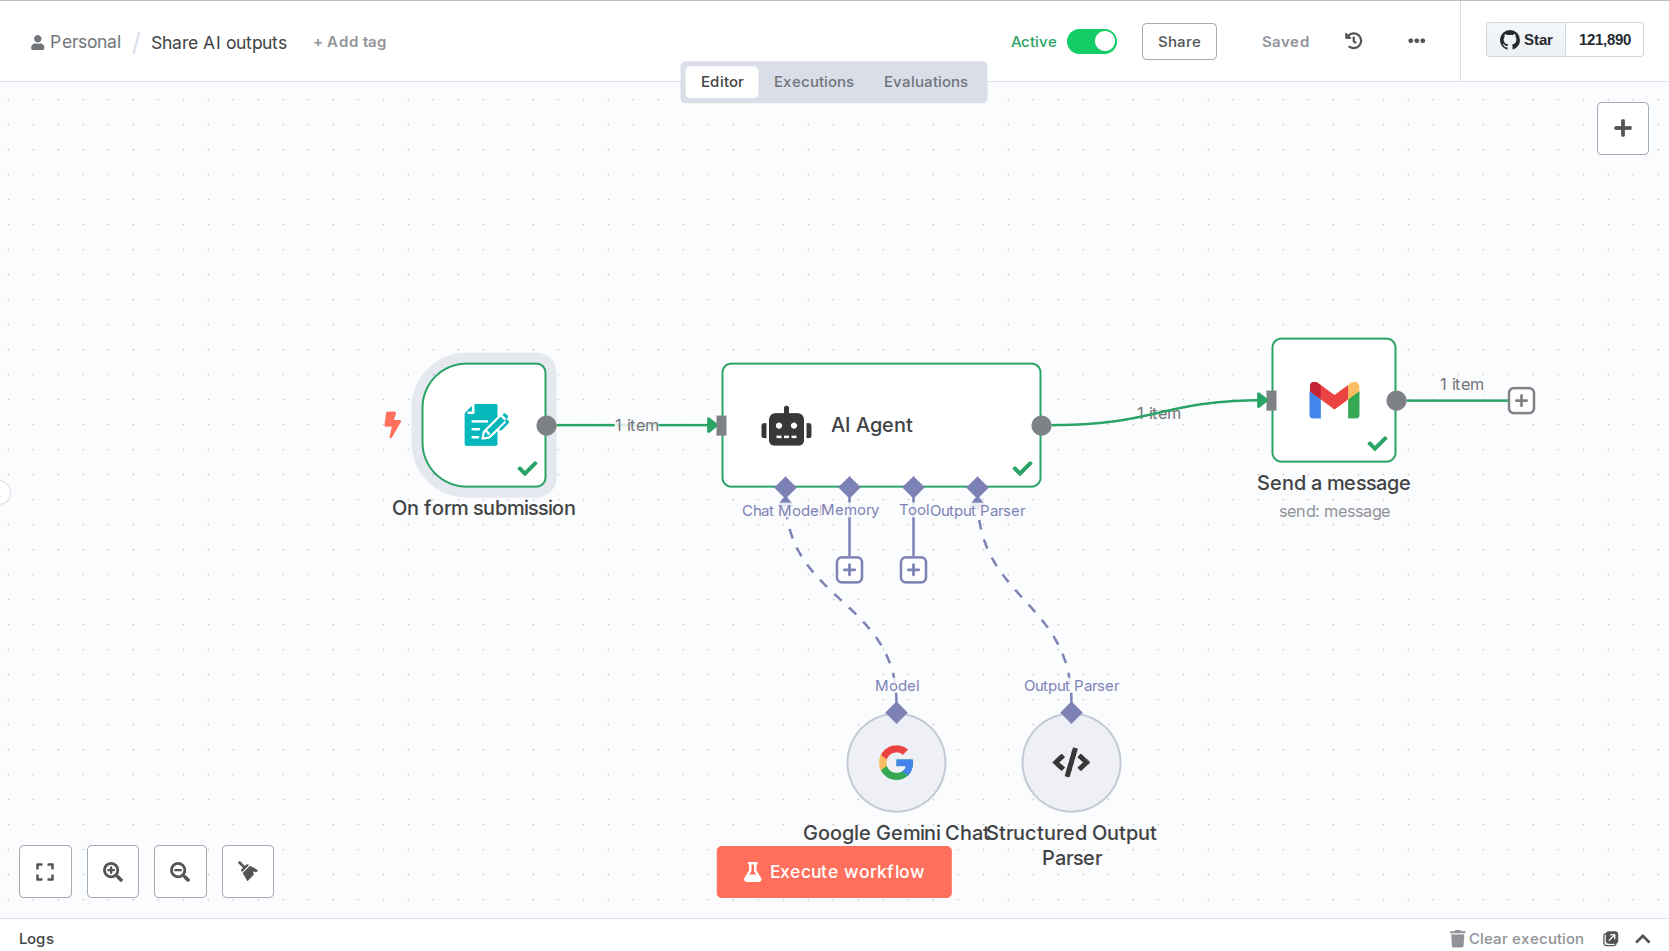 Personal / Share AI outputs + Add tag
Active Share Saved Star 121,890
Editor Executions Evaluations
1 item
AI Agent
1 item
1 item
On form submission
Send a message
send: message
Chat Model Memory Tool Output Parser
Model
Output Parser
Google Gemini Chat
Structured Output
Parser
Execute workflow
Logs
Clear execution